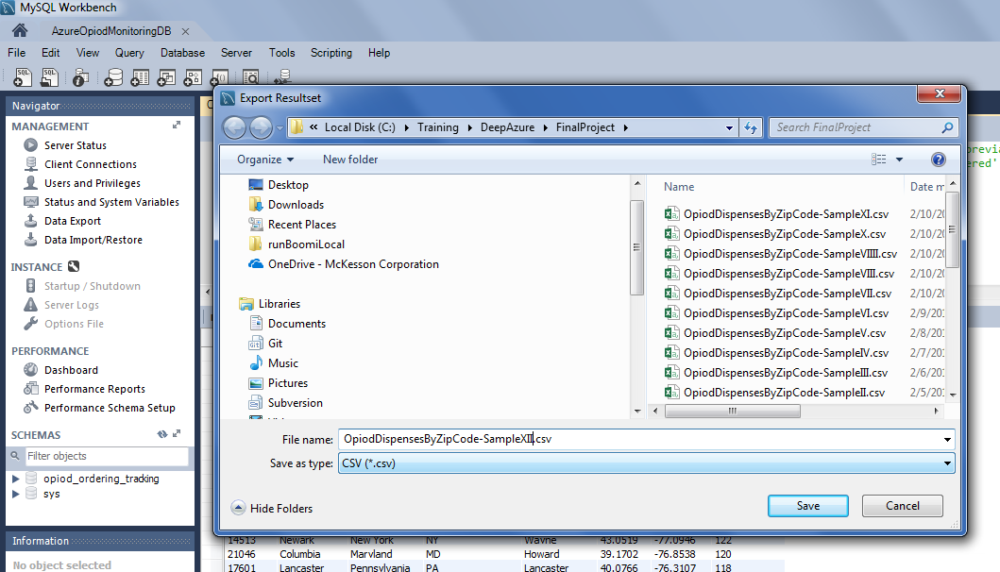 MySQL Workbench
AzureOpiodMonitoringDB
File Edit View Query Database Server Tools Scripting Help
Navigator
MANAGEMENT
Server Status
Client Connections
Users and Privileges
Status and System Variables
Data Export
Data Import/Restore
INSTANCE
Startup / Shutdown
Server Logs
Options File
PERFORMANCE
Dashboard
Performance Reports
Performance Schema Setup
SCHEMAS
Filter objects
opiod_ordering_tradking
sys
Information
No object selected
Export Resultset
« Local Disk (C:) Training DeepAzure FinalProject
Search FinalProject
Organize New folder
Desktop
Downloads
Recent Places
runBoomiLocal
OneDrive - McKesson Corporation
Libraries
Documents
Git
Music
Pictures
Subversion
Name Date m
OpiodDispensesByZipCode-SampleXI.csv 2/10/20
OpiodDispensesByZipCode-SampleX.csv 2/10/20
OpiodDispensesByZipCode-SampleVIIII.csv 2/10/20
OpiodDispensesByZipCode-SampleVIII.csv 2/10/20
OpiodDispensesByZipCode-SampleVII.csv 2/10/20
OpiodDispensesByZipCode-SampleVI.csv 2/9/201
OpiodDispensesByZipCode-SampleV.csv 2/8/201
OpiodDispensesByZipCode-SampleIV.csv 2/7/201
OpiodDispensesByZipCode-SampleIII.csv 2/6/201
OpiodDispensesByZipCode-SampleII.csv 2/5/201
File name: OpiodDispensesByZipCode-SampleXII.csv
Save as type: CSV (*.csv)
Hide Folders
Save Cancel
previa
ered'
14513 Newark New York NY Wayne 43.0519 -77.0946 122
21046 Columbia Maryland MD Howard 39.1702 -76.8538 120
17601 Lancaster Pennsylvania PA Lancaster 40.0766 -76.3107 118